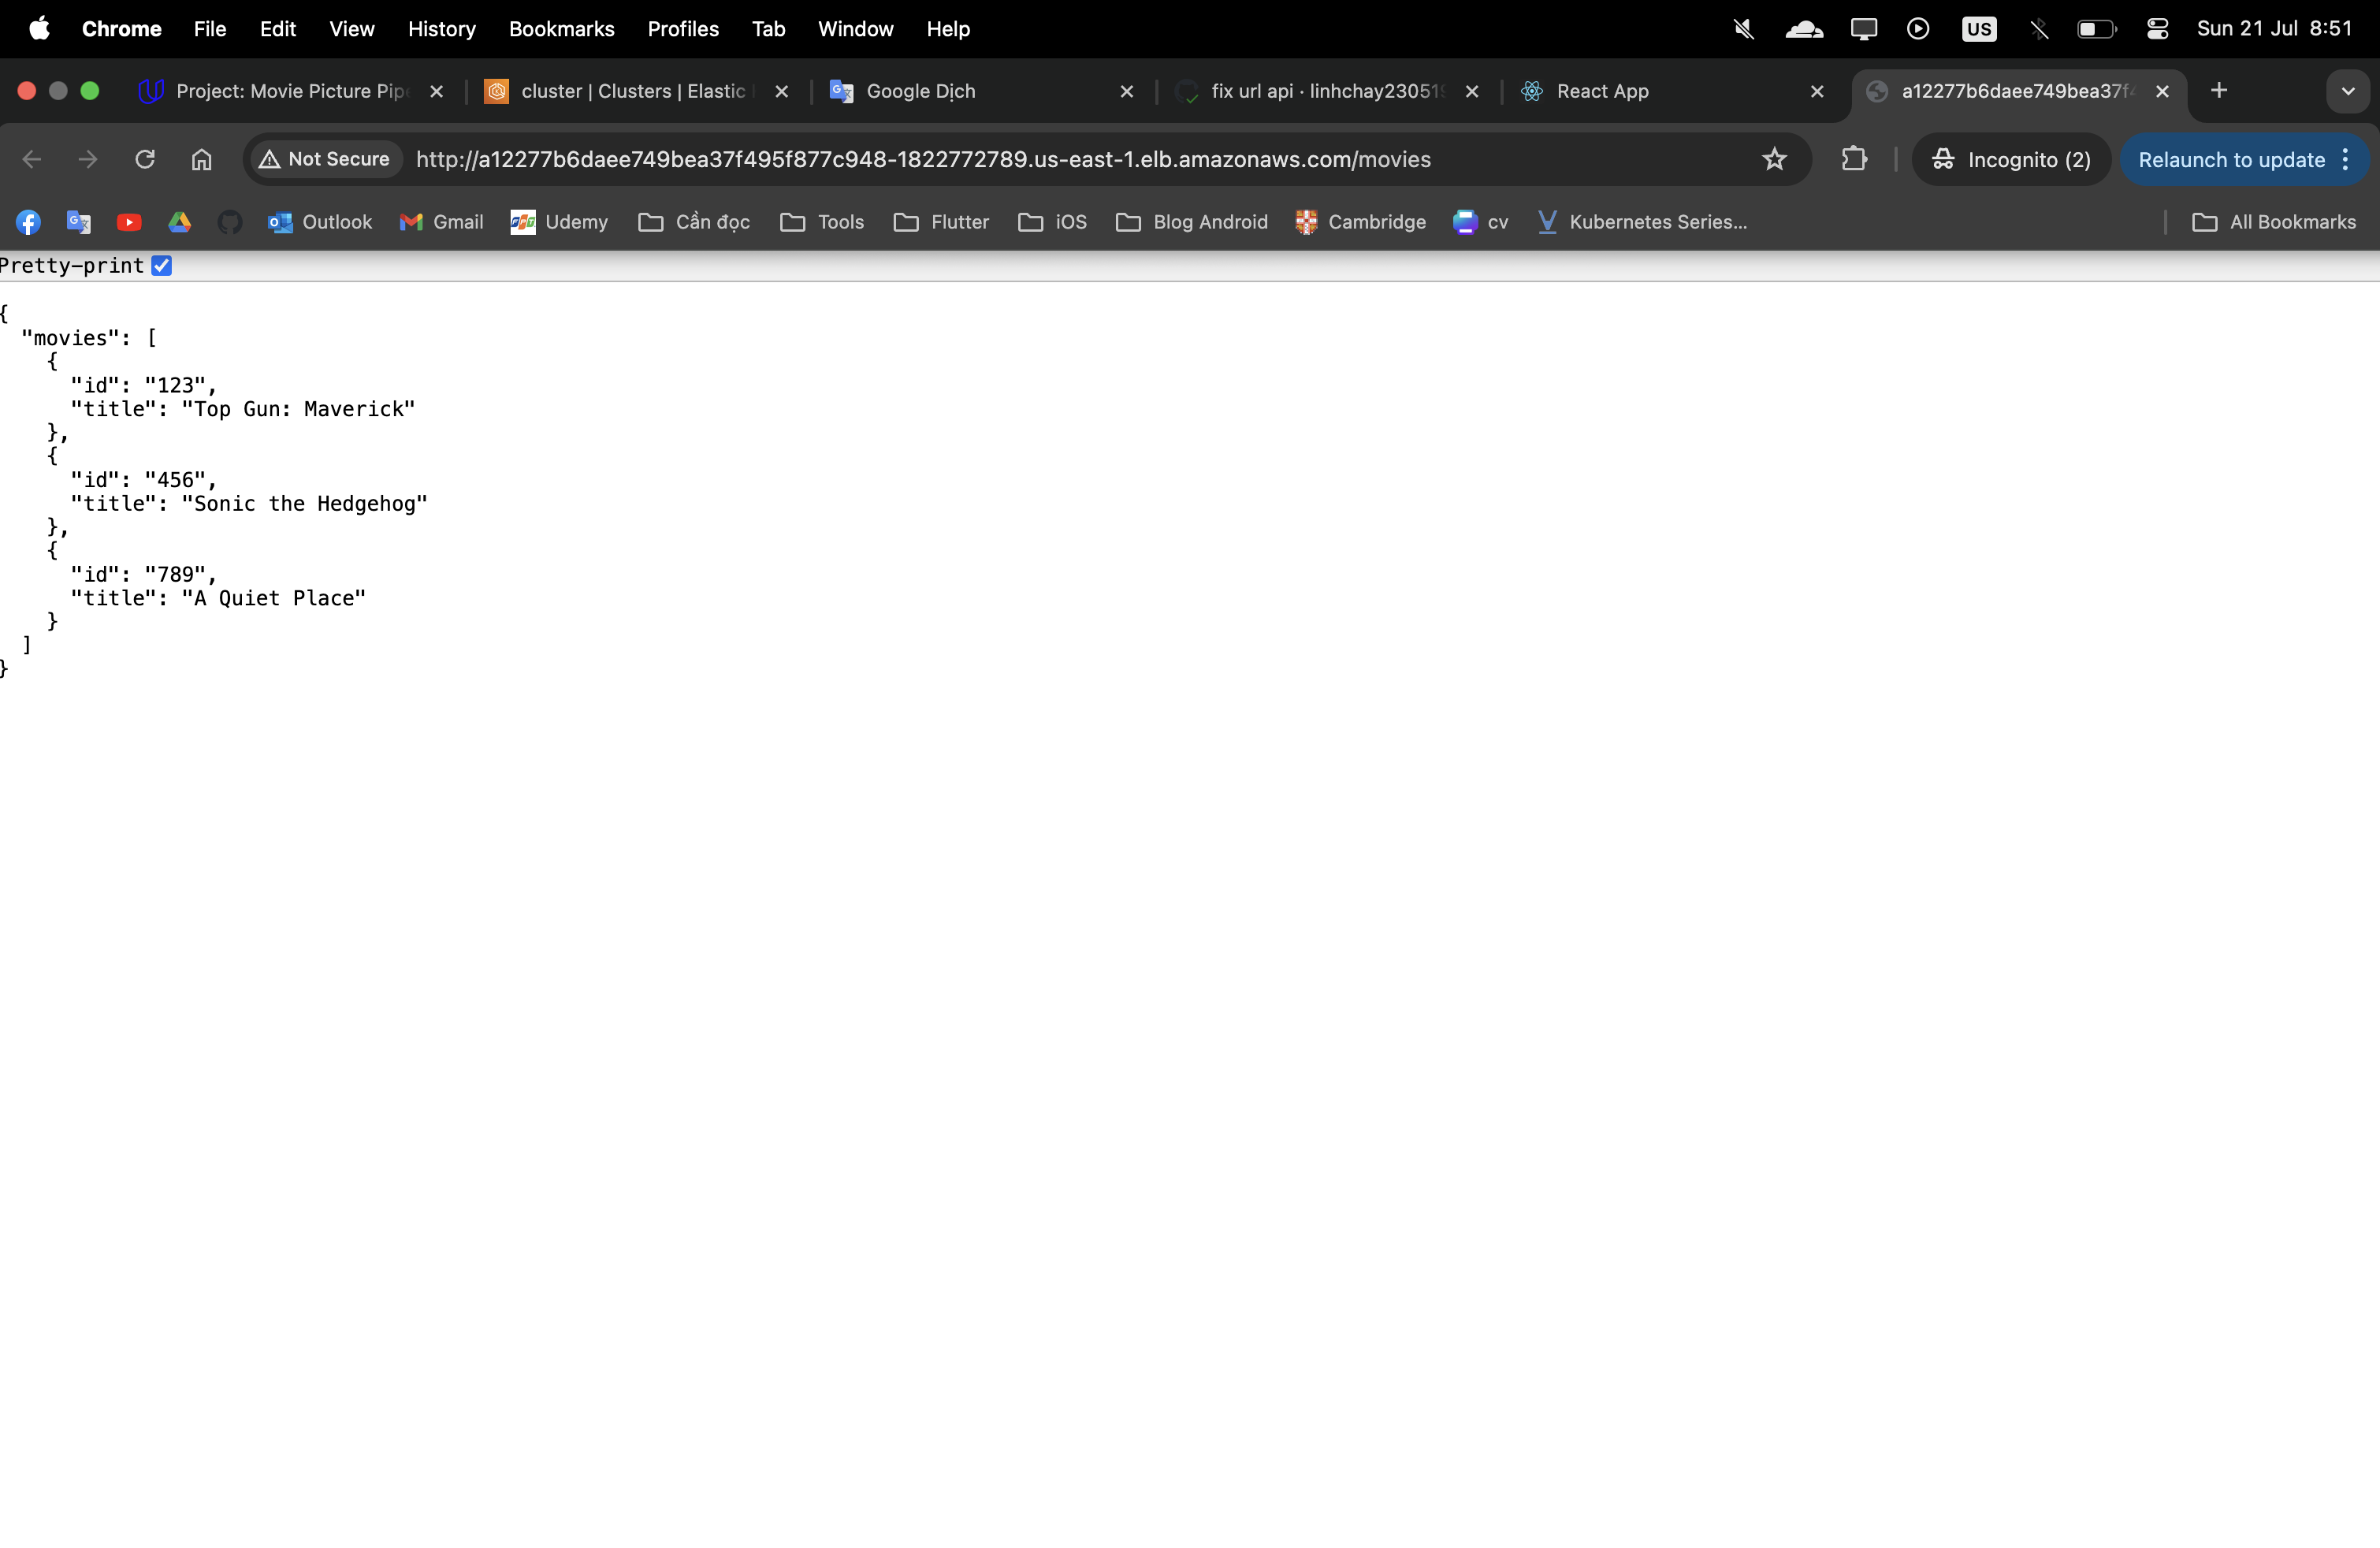 Chrome File Edit View History Bookmarks Profiles Tab Window Help US Sun 21 Jul 8:51
Project: Movie Picture Pip cluster | Clusters | Elastic Google Dịch fix url api · linhchay23051 React App a12277b6daee749bea37f
Not Secure http://a12277b6daee749bea37f495f877c948-1822772789.us-east-1.elb.amazonaws.com/movies Incognito (2) Relaunch to update
Outlook Gmail Udemy Cần đọc Tools Flutter iOS Blog Android Cambridge cv Kubernetes Series... All Bookmarks
Pretty-print
{
"movies": [
{
"id": "123",
"title": "Top Gun: Maverick"
},
{
"id": "456",
"title": "Sonic the Hedgehog"
},
{
"id": "789",
"title": "A Quiet Place"
}
]
}